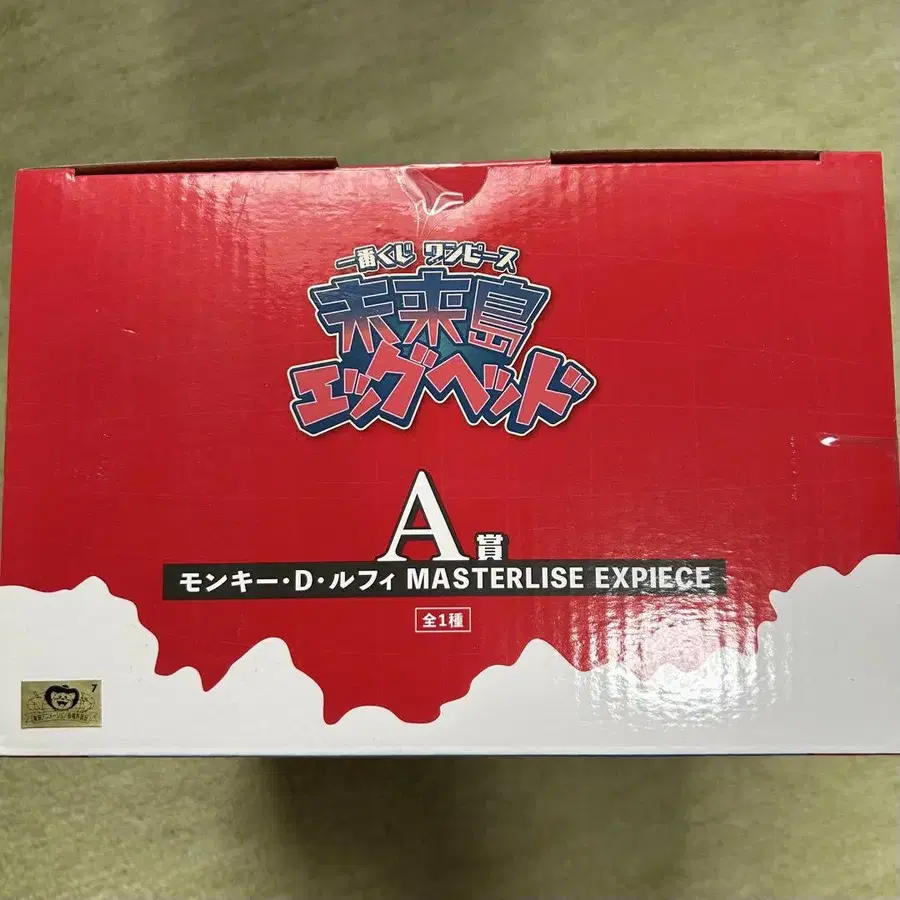 一番くじ ワンピース
未来島
エッグヘッド
A賞
モンキー・D・ルフィ MASTERLISE EXPIECE
全1種
7